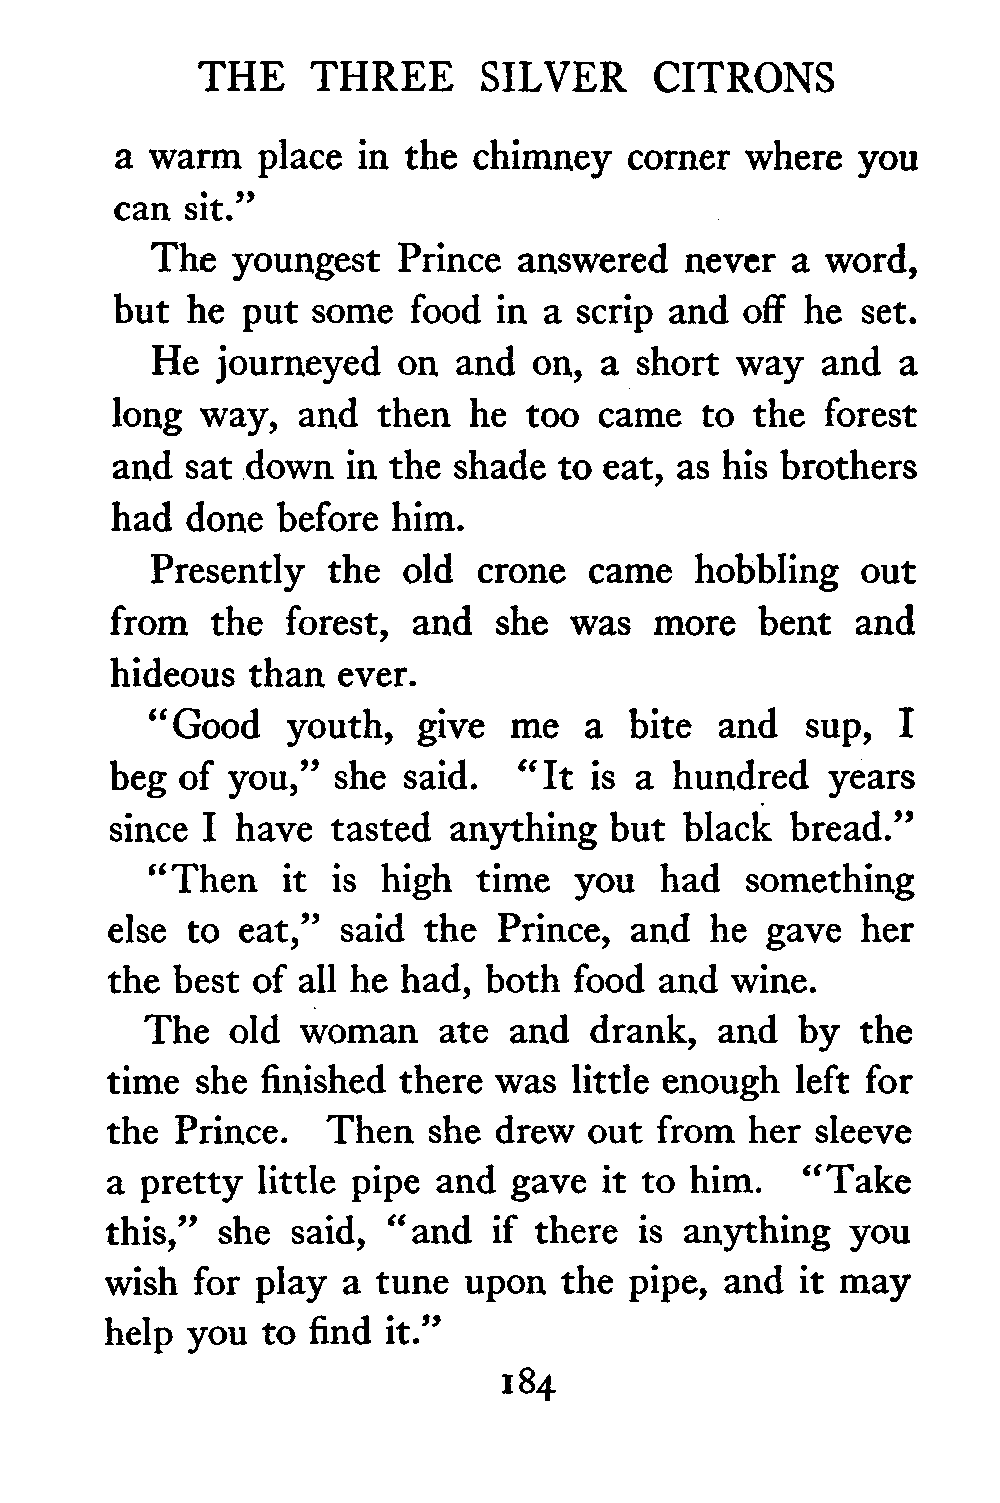 THE THREE SILVER CITRONS
a warm place in the chimney corner where you
can sit.”
The youngest Prince answered never a word,
but he put some food in a scrip and off he set.
He journeyed on and on, a short way and a
long way, and then he too came to the forest
and sat down in the shade to eat, as his brothers
had done before him.
Presently the old crone came hobbling out
from the forest, and she was more bent and
hideous than ever.
“Good youth, give me a bite and sup, I
beg of you,” she said. “It is a hundred years
since I have tasted anything but black bread.”
“Then it is high time you had something
else to eat,” said the Prince, and he gave her
the best of all he had, both food and wine.
The old woman ate and drank, and by the
time she finished there was little enough left for
the Prince. Then she drew out from her sleeve
a pretty little pipe and gave it to him. “Take
this,” she said, “and if there is anything you
wish for play a tune upon the pipe, and it may
help you to find it.”
184